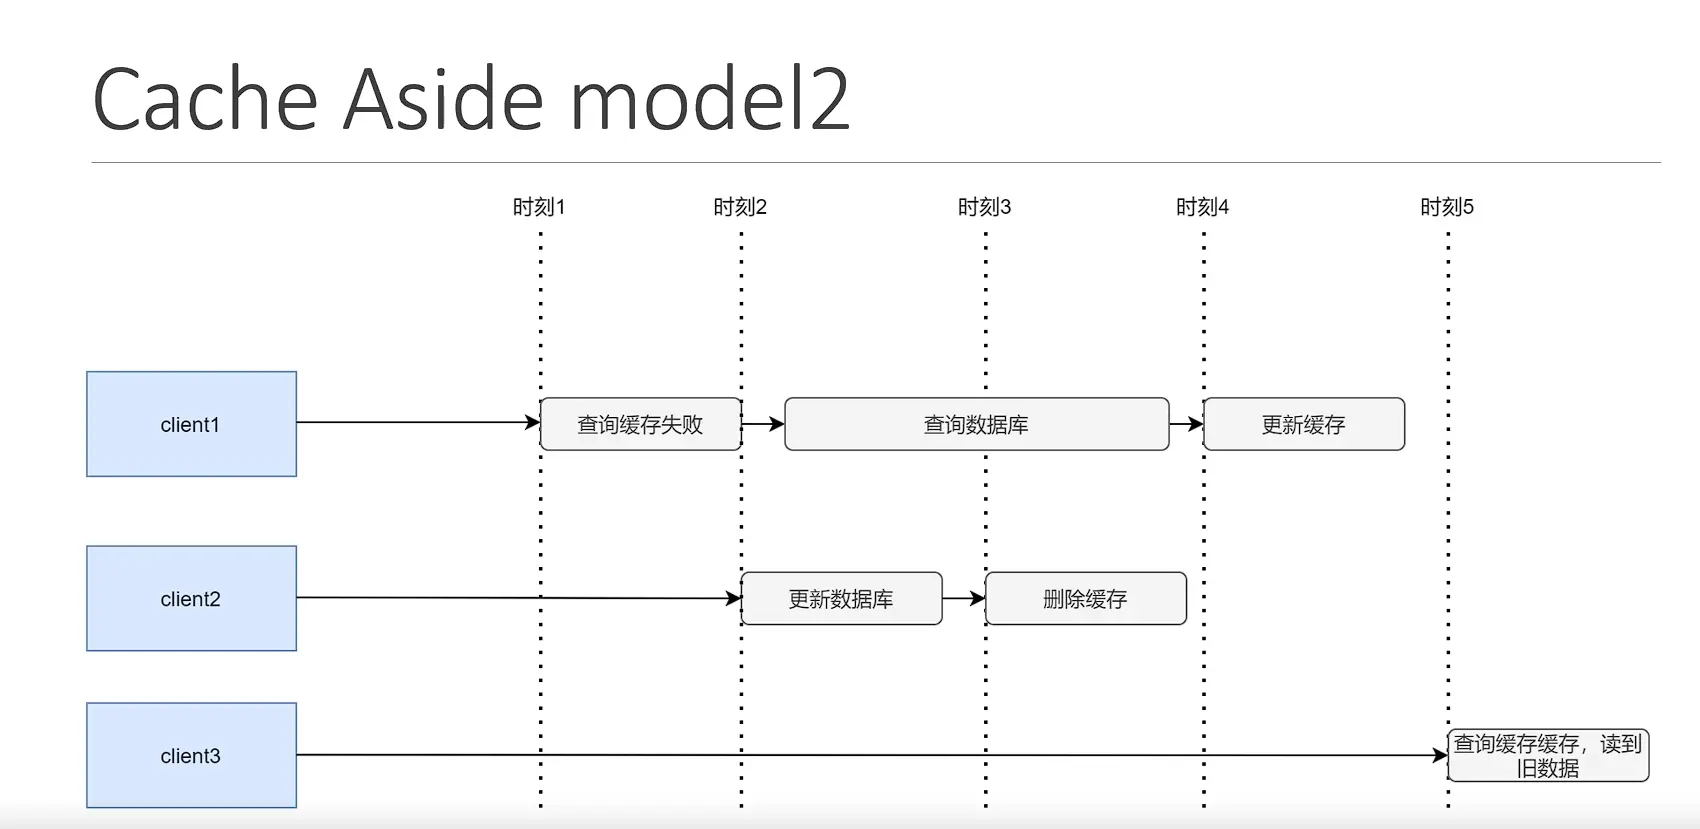 Cache Aside model2
时刻1
时刻2
时刻3
时刻4
时刻5
client1
查询缓存失败
查询数据库
更新缓存
client2
更新数据库
删除缓存
client3
查询缓存缓存，读到
旧数据